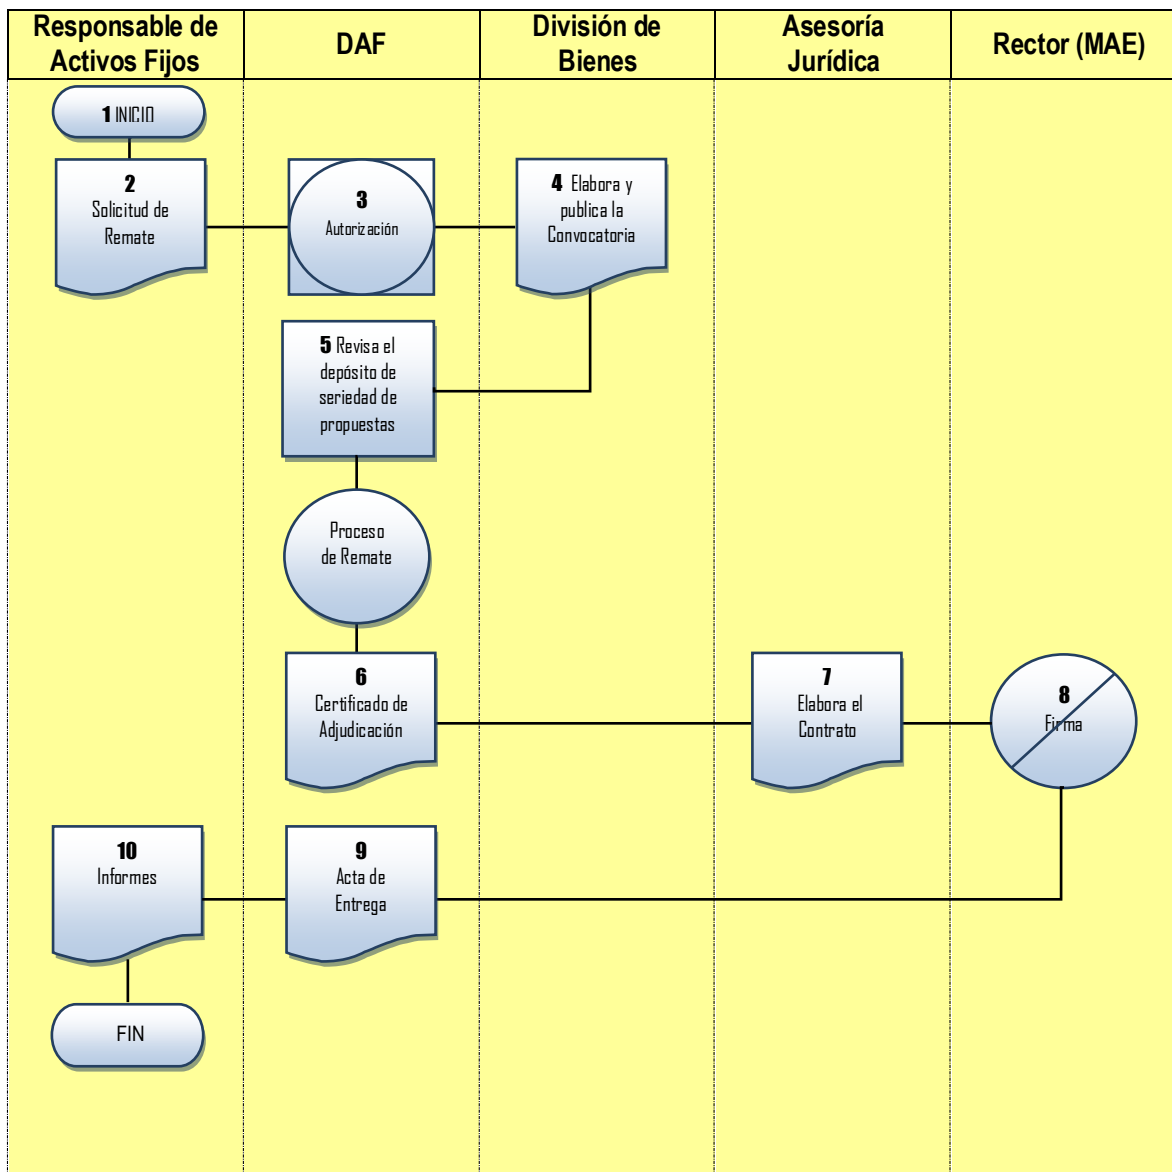 Responsable de
Activos Fijos
DAF
División de
Bienes
Asesoría
Jurídica
Rector (MAE)
1 INICIO
2
Solicitud de
Remate
3
Autorización
4 Elabora y
publica la
Convocatoria
5 Revisa el
depósito de
seriedad de
propuestas
Proceso
de Remate
6
Certificado de
Adjudicación
7
Elabora el
Contrato
8
Firma
10
Informes
9
Acta de
Entrega
FIN